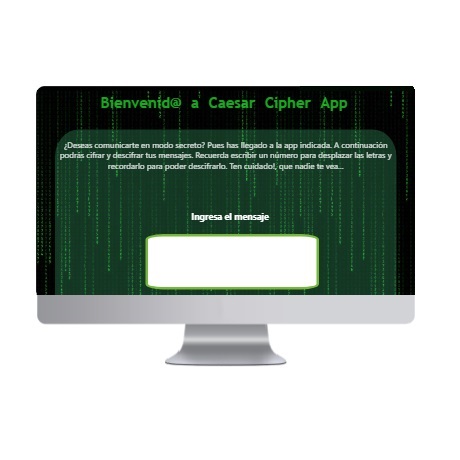 Bienvenid@ a Caesar Cipher App
¿Deseas comunicarte en modo secreto? Pues has llegado a la app indicada. A continuación
podrás cifrar y descifrar tus mensajes. Recuerda escribir un número para desplazar las letras y
recordarlo para poder descifrarlo. Ten cuidado!, que nadie te vea...
Ingresa el mensaje